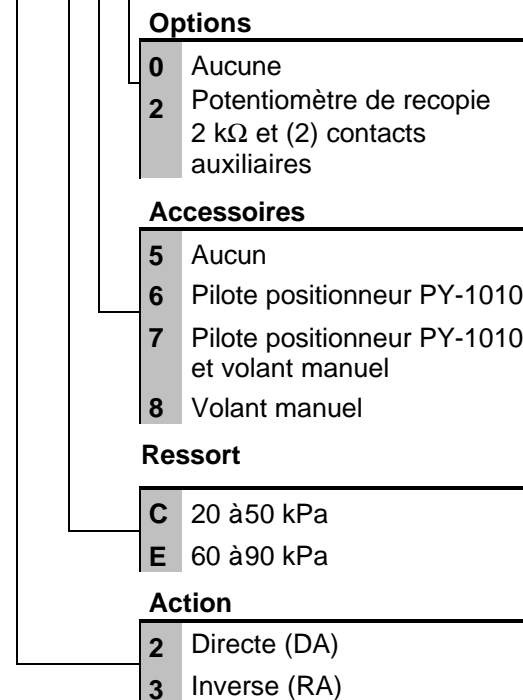 Options
0 Aucune
2 Potentiomètre de recopie
2 kΩ et (2) contacts
auxiliaires
Accessoires
5 Aucun
6 Pilote positionneur PY-1010
7 Pilote positionneur PY-1010
et volant manuel
8 Volant manuel
Ressort
C 20 à50 kPa
E 60 à90 kPa
Action
2 Directe (DA)
3 Inverse (RA)